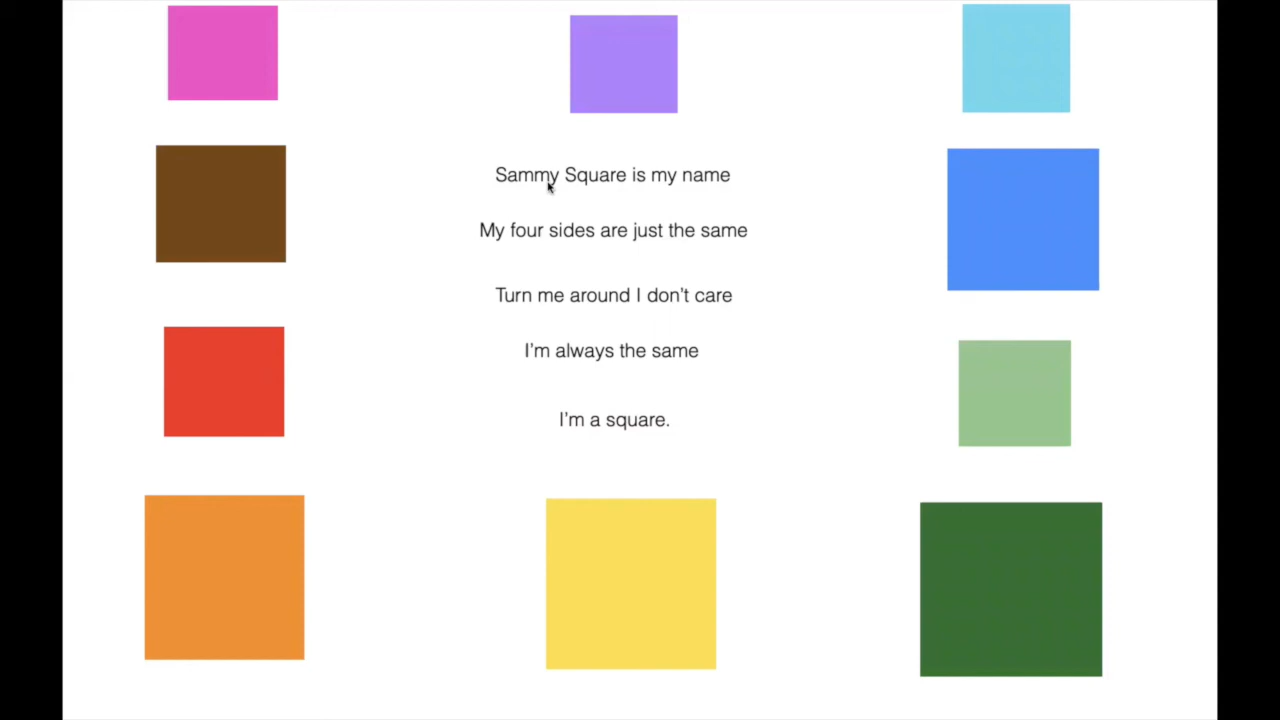 Sammy Square is my name
My four sides are just the same
Turn me around I don't care
I'm always the same
I'm a square.